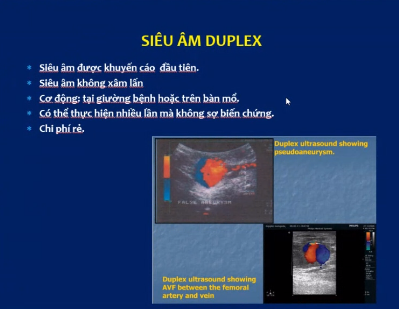 SIÊU ÂM DUPLEX
Siêu âm được khuyến cáo đầu tiên.
Siêu âm không xâm lấn
Cơ động: tại giường bệnh hoặc trên bàn mổ.
Có thể thực hiện nhiều lần mà không sợ biến chứng.
Chi phí rẻ.
Duplex ultrasound showing
pseudoaneurysm.
Duplex ultrasound showing
AVF between the femoral
artery and vein